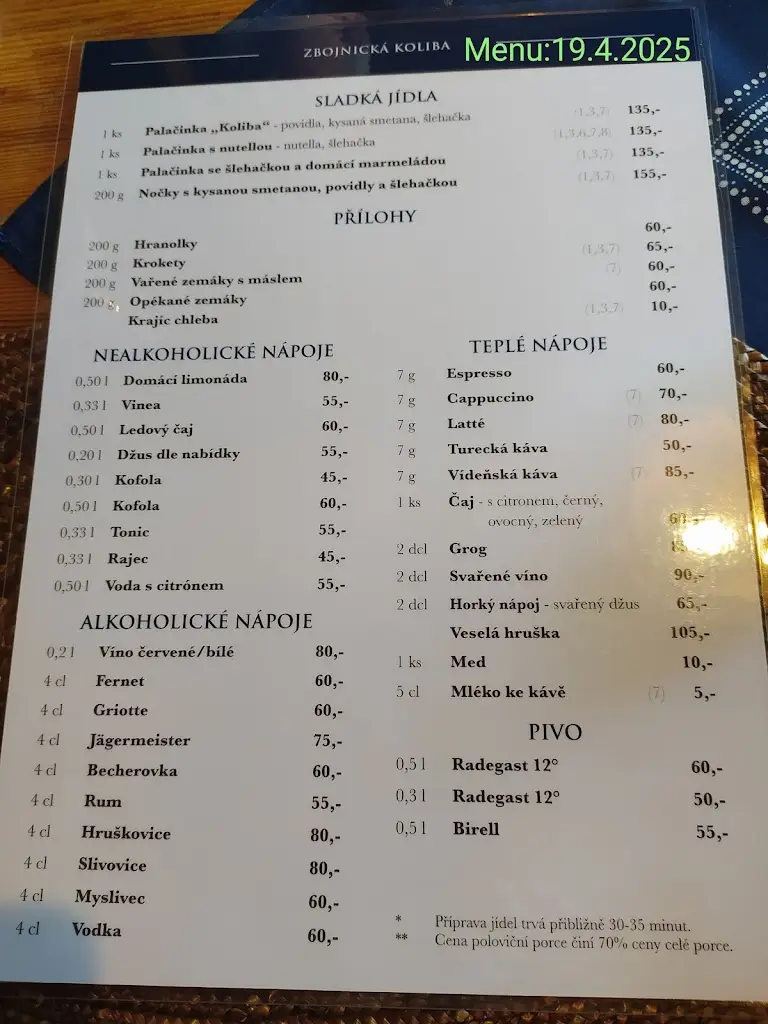 ZBOJNICKÁ KOLIBA
Menu:19.4.2025
SLADKÁ JÍDLA
1 ks Palačinka „Koliba“ - povidla, kysaná smetana, šlehačka (1,3,7) 135,-
1 ks Palačinka s nutellou - nutella, šlehačka (1,3,6,7,8) 135,-
1 ks Palačinka se šlehačkou a domácí marmeládou (1,3,7) 135,-
200 g Nočky s kysanou smetanou, povidly a šlehačkou (1,3,7) 155,-
PŘÍLOHY
200 g Hranolky 60,-
200 g Krokety (1,3,7) 65,-
200 g Vařené zemáky s máslem (7) 60,-
200 g Opékané zemáky 60,-
Krajíc chleba (1,3,7) 10,-
NEALKOHOLICKÉ NÁPOJE
0,50 l Domácí limonáda 80,-
0,33 l Vinea 55,-
0,50 l Ledový čaj 60,-
0,20 l Džus dle nabídky 55,-
0,30 l Kofola 45,-
0,50 l Kofola 60,-
0,33 l Tonic 55,-
0,33 l Rajec 45,-
0,50 l Voda s citrónem 55,-
ALKOHOLICKÉ NÁPOJE
0,2 l Víno červené/bílé 80,-
4 cl Fernet 60,-
4 cl Griotte 60,-
4 cl Jägermeister 75,-
4 cl Becherovka 60,-
4 cl Rum 55,-
4 cl Hruškovice 80,-
4 cl Slivovice 80,-
4 cl Myslivec 60,-
4 cl Vodka 60,-
TEPLÉ NÁPOJE
7 g Espresso 60,-
7 g Cappuccino (7) 70,-
7 g Latté (7) 80,-
7 g Turecká káva 50,-
7 g Vídeňská káva (7) 85,-
1 ks Čaj - s citronem, černý,
ovocný, zelený
2 dcl Grog
2 dcl Svařené víno 90,-
2 dcl Horký nápoj - svařený džus 65,-
Veselá hruška 105,-
1 ks Med 10,-
5 cl Mléko ke kávě (7) 5,-
PIVO
0,5 l Radegast 12° 60,-
0,3 l Radegast 12° 50,-
0,5 l Birell 55,-
* Příprava jídel trvá přibližně 30-35 minut.
** Cena poloviční porce činí 70% ceny celé porce.